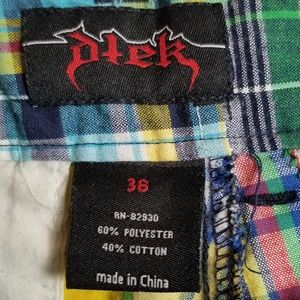 dtek
36
RN-82930
60% POLYESTER
40% COTTON
made in China